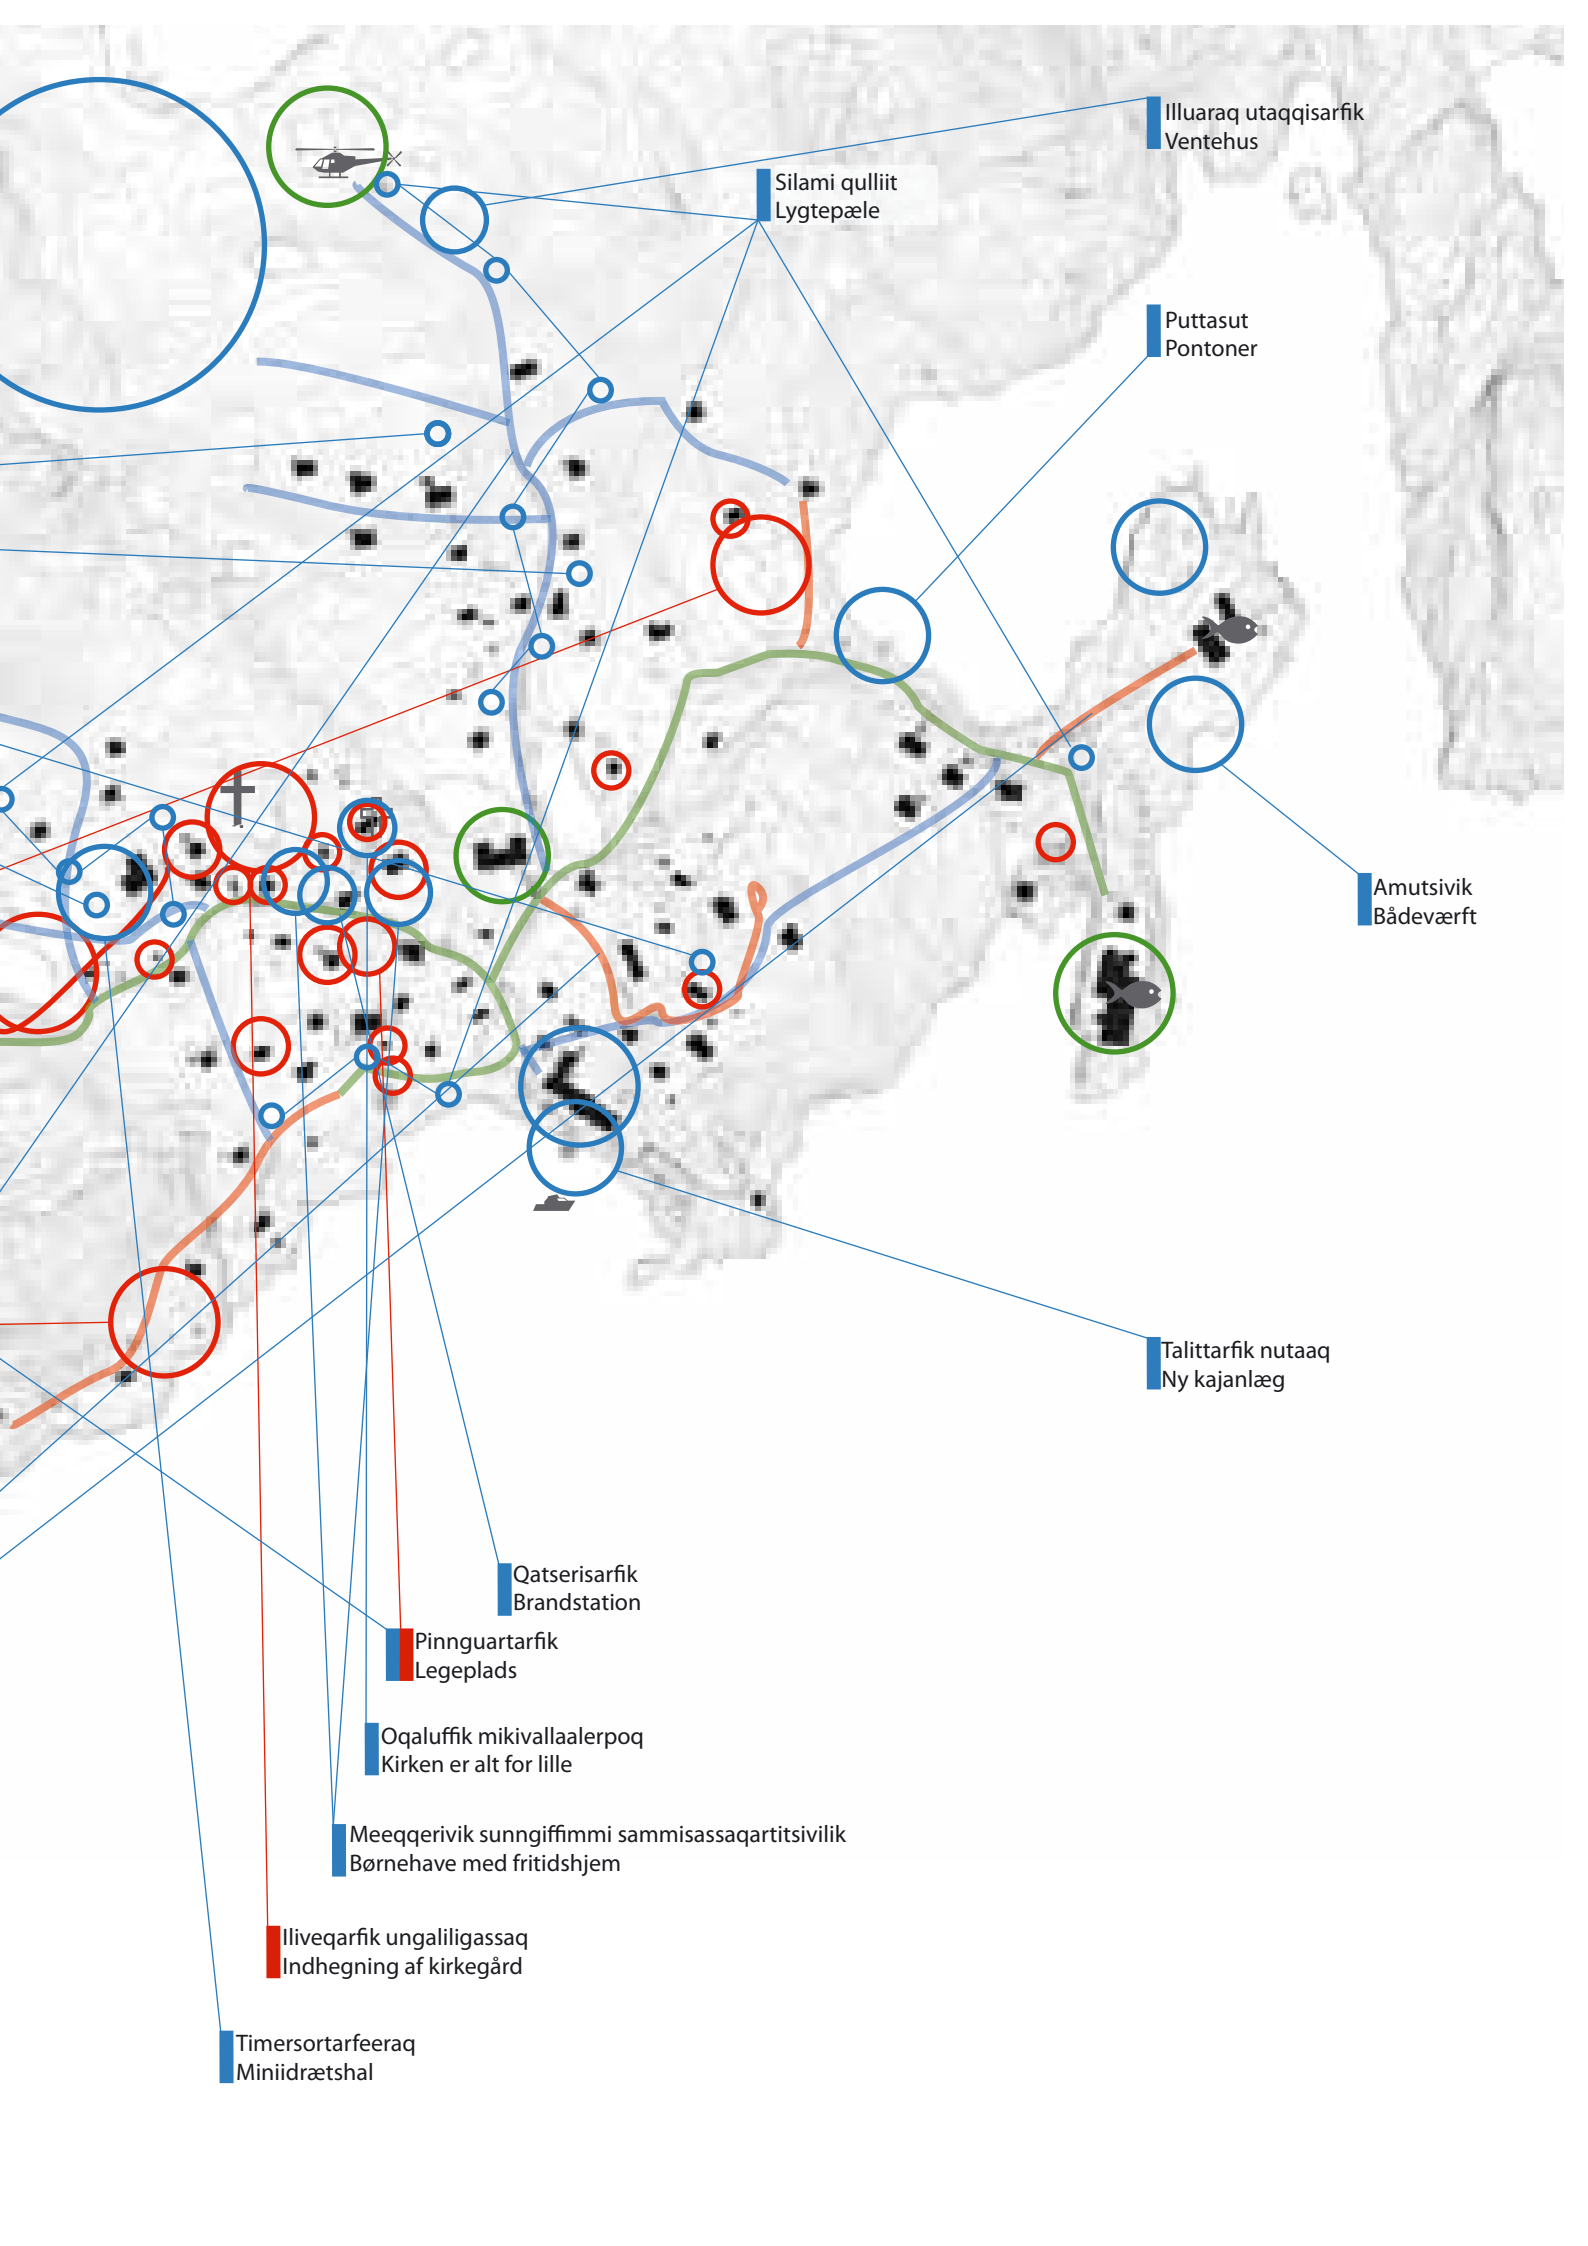 Illuaraq utaqqisarfik
Ventehus
Silami qulliit
Lygtepæle
Puttasut
Pontoner
Amutsivik
Bådeværft
Talittarfik nutaaq
Ny kajanlæg
Qatserisarfik
Brandstation
Pinnguartarfik
Legeplads
Oqaluffik mikivallaalerpoq
Kirken er alt for lille
Meeqqerivik sunngiffimmi sammisassaqartitsivilik
Børnehave med fritidshjem
Iliveqarfik ungaliligassaq
Indhegning af kirkegård
Timersortarfeeraq
Miniidrætshal